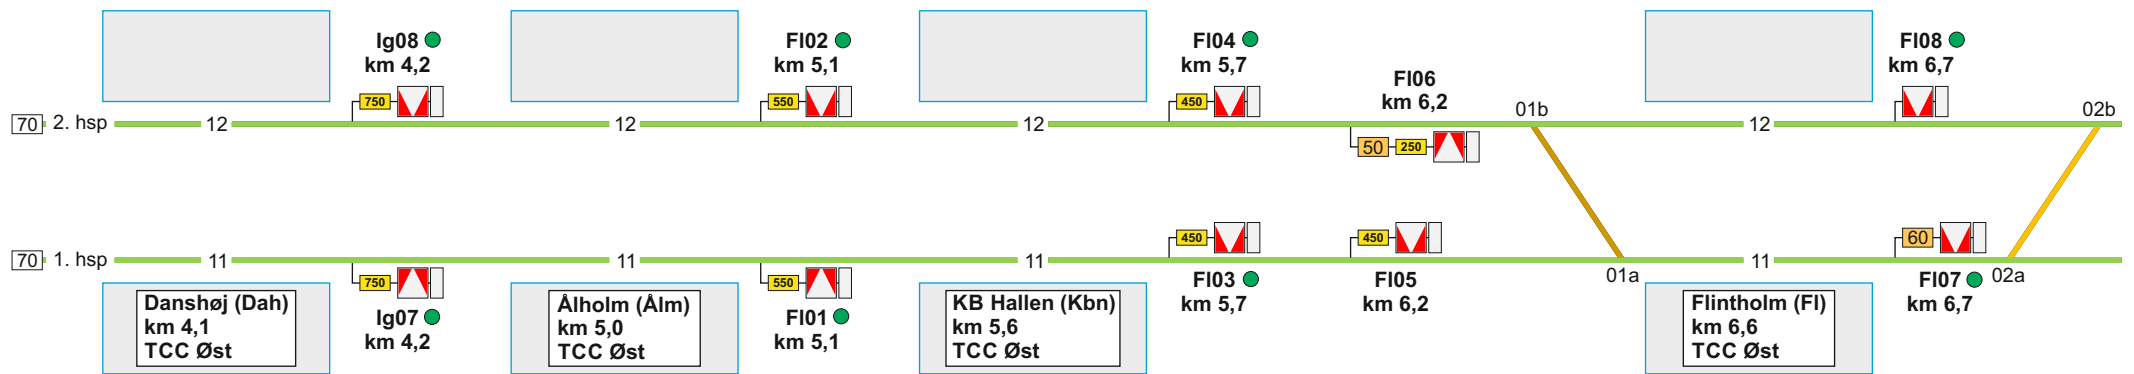 Ig08
km 4,2
Fl02
km 5,1
Fl04
km 5,7
Fl06
km 6,2
Fl08
km 6,7
750
550
450
01b
02b
70 2. hsp 12 12 12 12
50 250
70 1. hsp 11 11 11 11
450
450
60
750
550
Fl03
km 5,7
Fl05
km 6,2
01a
Fl07
km 6,7
02a
Danshøj (Dah)
km 4,1
TCC Øst
Ig07
km 4,2
Ålholm (Ålm)
km 5,0
TCC Øst
Fl01
km 5,1
KB Hallen (Kbn)
km 5,6
TCC Øst
Flintholm (Fl)
km 6,6
TCC Øst